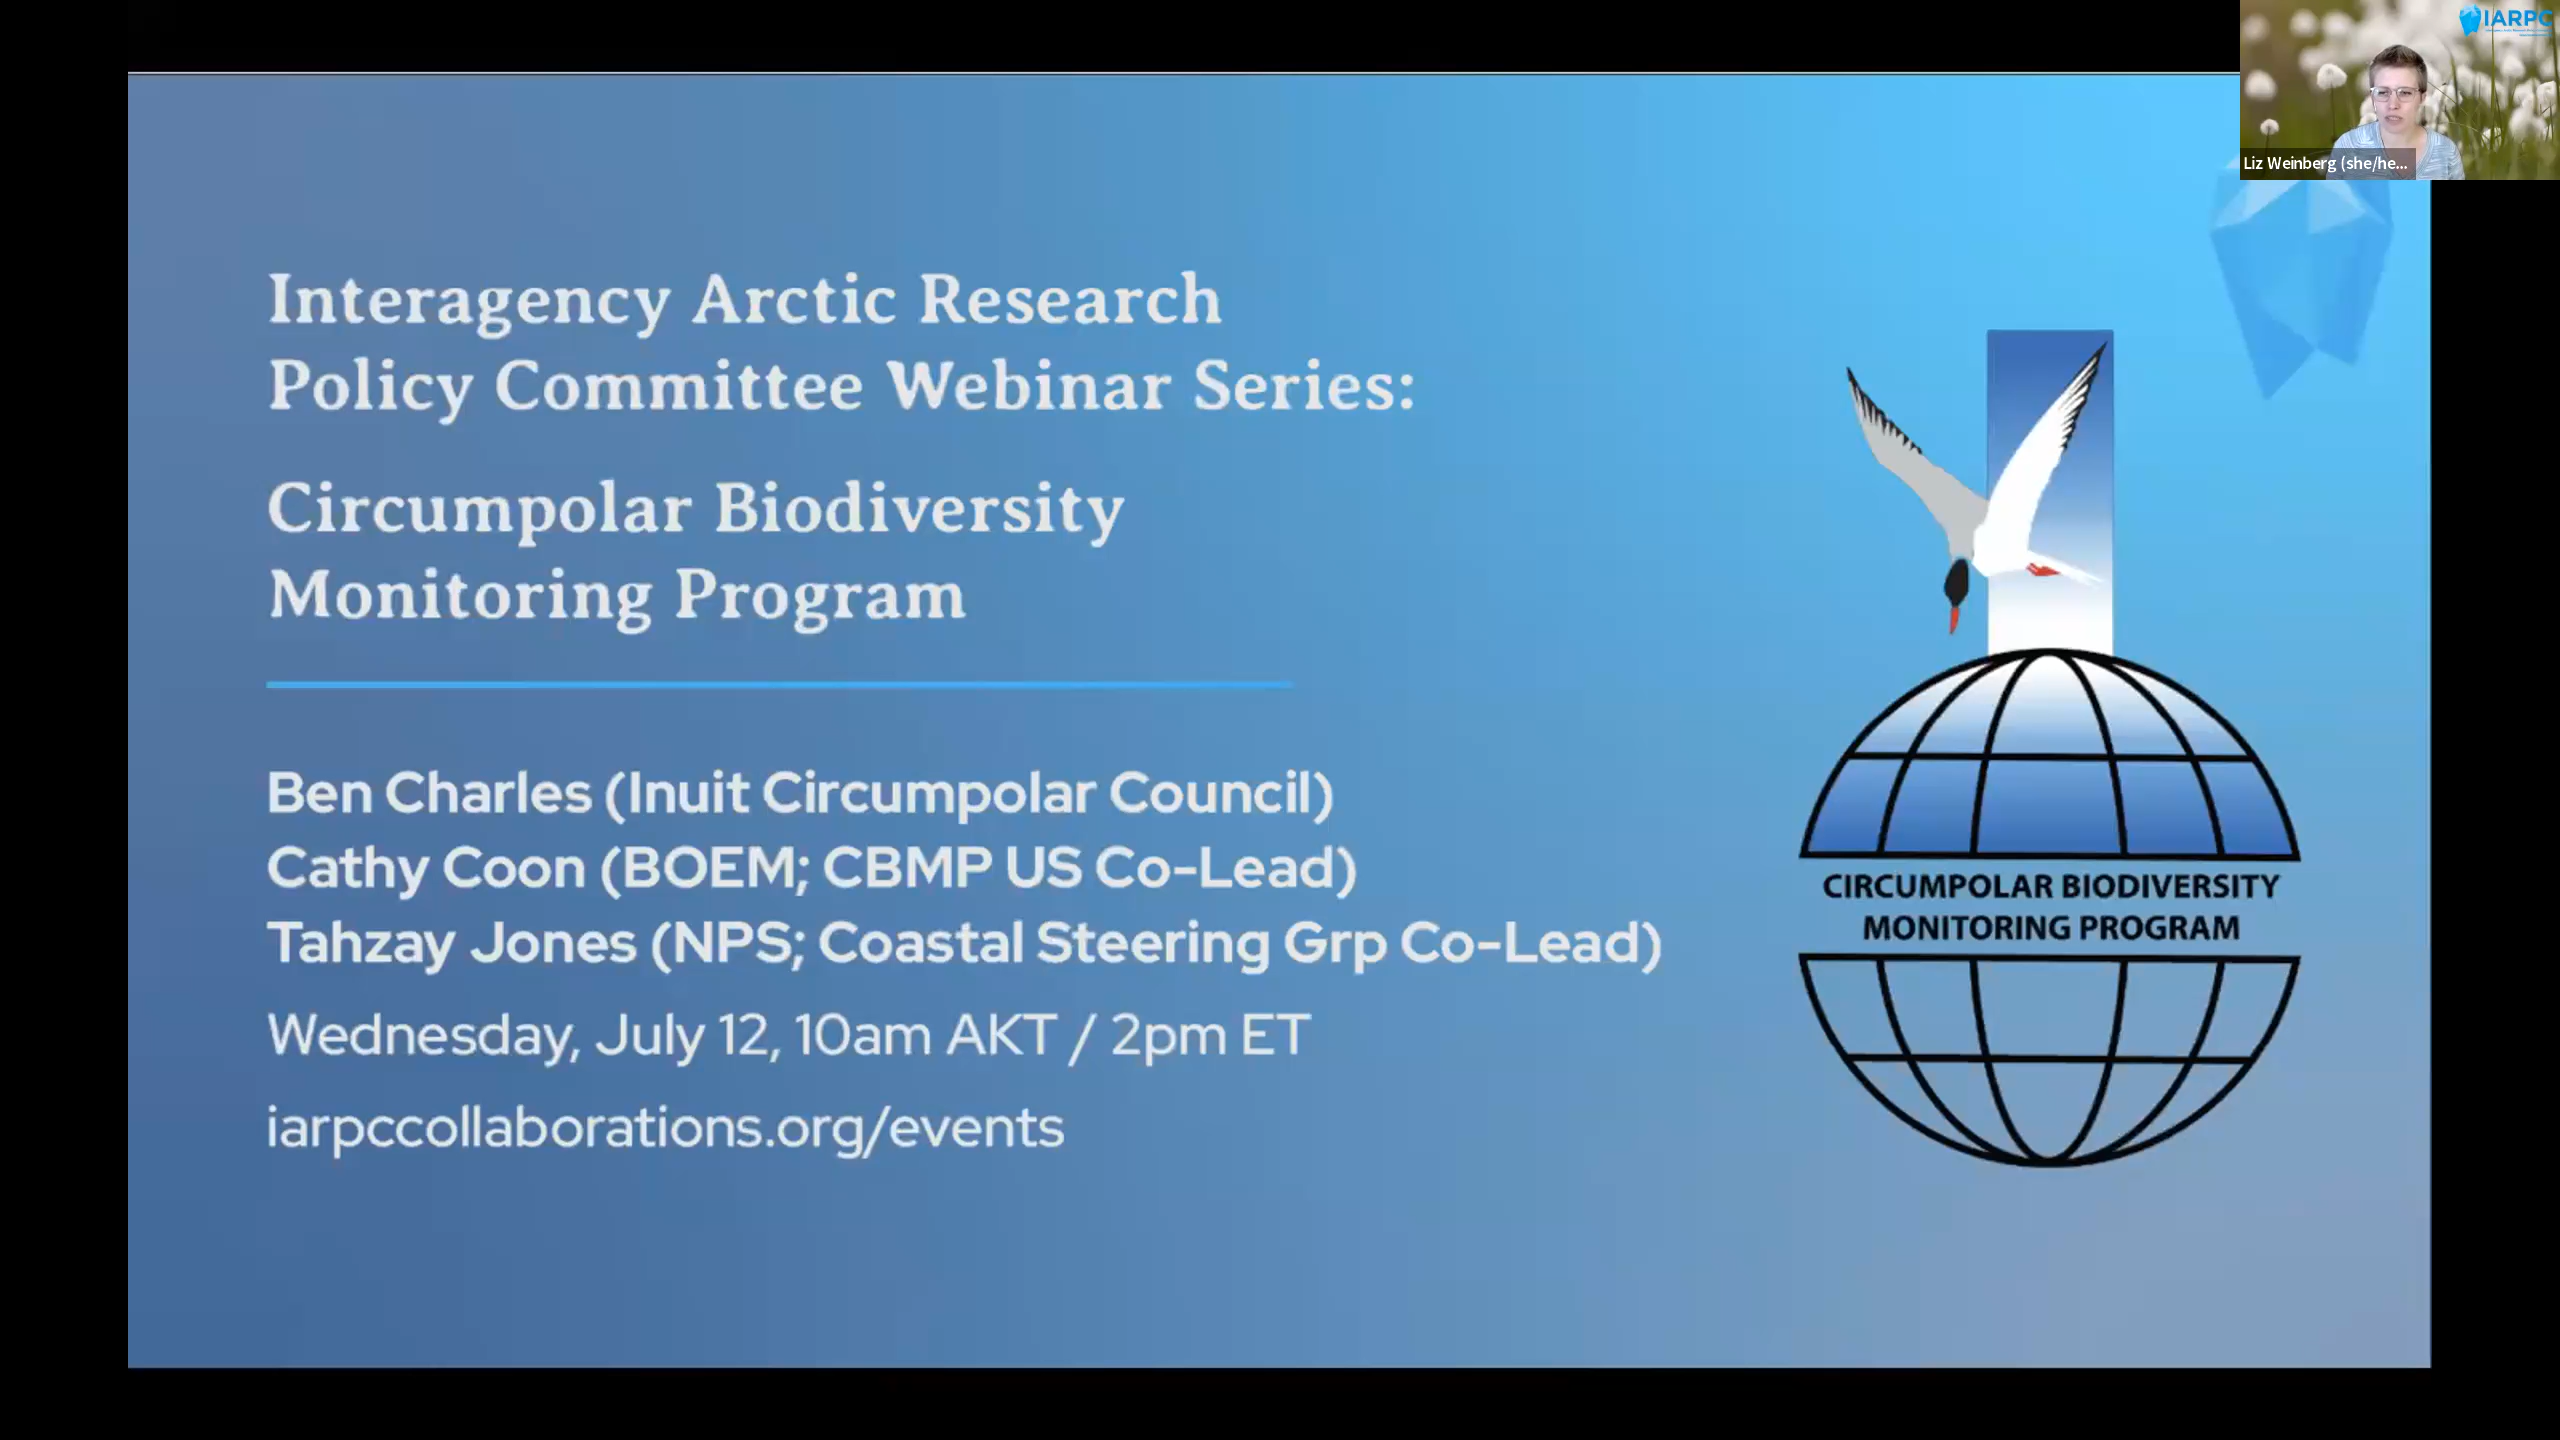 IARPC
Liz Weinberg (she/he...
Interagency Arctic Research
Policy Committee Webinar Series:
Circumpolar Biodiversity
Monitoring Program
Ben Charles (Inuit Circumpolar Council)
Cathy Coon (BOEM; CBMP US Co-Lead)
Tahzay Jones (NPS; Coastal Steering Grp Co-Lead)
Wednesday, July 12, 10am AKT / 2pm ET
iarpccollaborations.org/events
CIRCUMPOLAR BIODIVERSITY
MONITORING PROGRAM